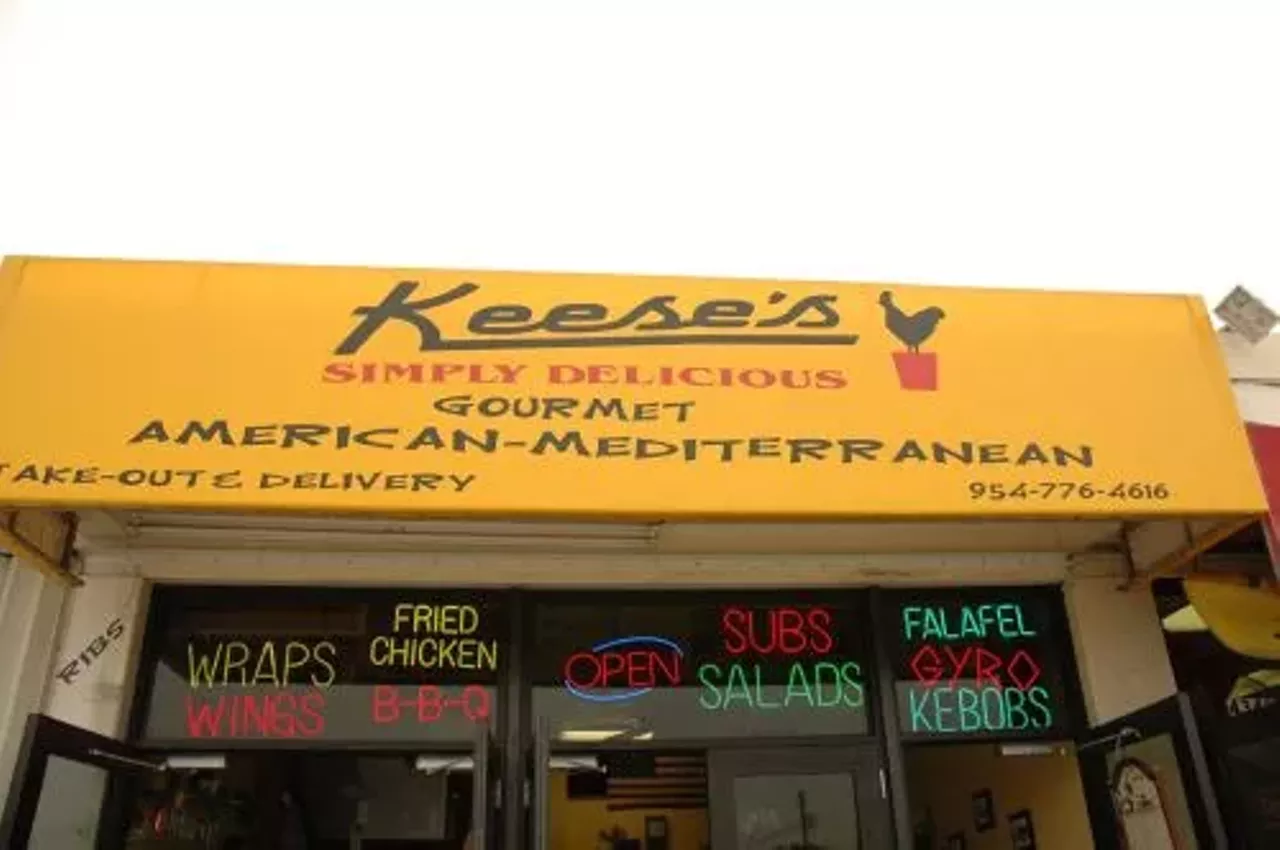 Keese's
SIMPLY DELICIOUS
GOURMET
AMERICAN-MEDITERRANEAN
TAKE-OUT & DELIVERY
954-776-4616
RIBS
WRAPS
WINGS
FRIED
CHICKEN
B-B-Q
OPEN
SUBS
SALADS
FALAFEL
GYRO
KEBOBS